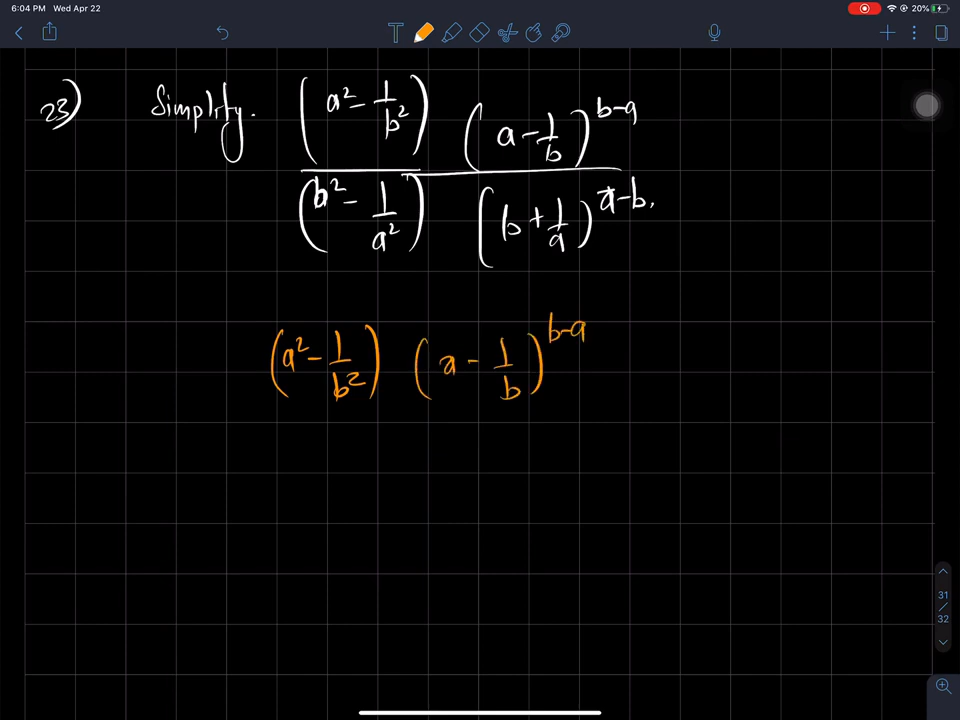 6:04 PM Wed Apr 22 20%
T
23) Simplify. (a² - 1/b²) (a - 1/b)^(b-a)
(b² - 1/a²) (b + 1/a)^(a-b).
(a² - 1/b²) (a - 1/b)^(b-a)
31
/
32